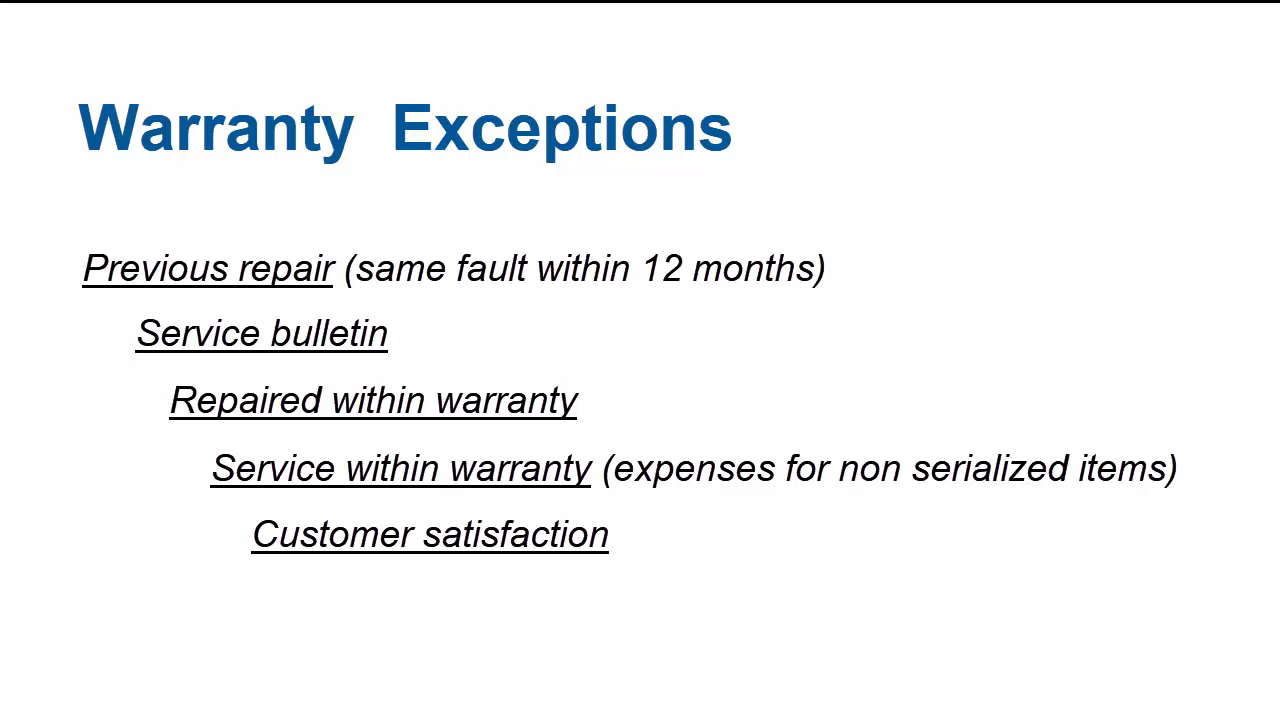 Warranty Exceptions
Previous repair (same fault within 12 months)
Service bulletin
Repaired within warranty
Service within warranty (expenses for non serialized items)
Customer satisfaction